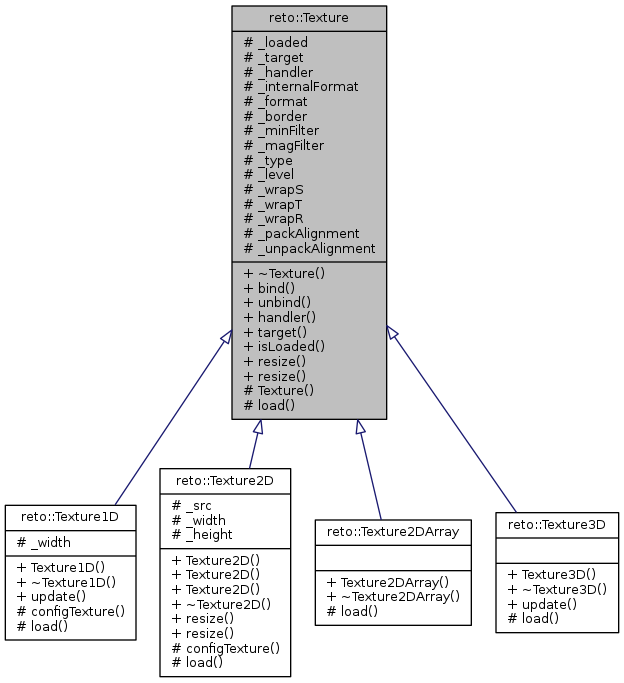 reto::Texture
# _loaded
# _target
# _handler
# _internalFormat
# _format
# _border
# _minFilter
# _magFilter
# _type
# _level
# _wrapS
# _wrapT
# _wrapR
# _packAlignment
# _unpackAlignment
+ ~Texture()
+ bind()
+ unbind()
+ handler()
+ target()
+ isLoaded()
+ resize()
+ resize()
# Texture()
# load()
reto::Texture1D
# _width
+ Texture1D()
+ ~Texture1D()
+ update()
# configTexture()
# load()
reto::Texture2D
# _src
# _width
# _height
+ Texture2D()
+ Texture2D()
+ Texture2D()
+ ~Texture2D()
+ resize()
+ resize()
# configTexture()
# load()
reto::Texture2DArray
+ Texture2DArray()
+ ~Texture2DArray()
# load()
reto::Texture3D
+ Texture3D()
+ ~Texture3D()
+ update()
# load()